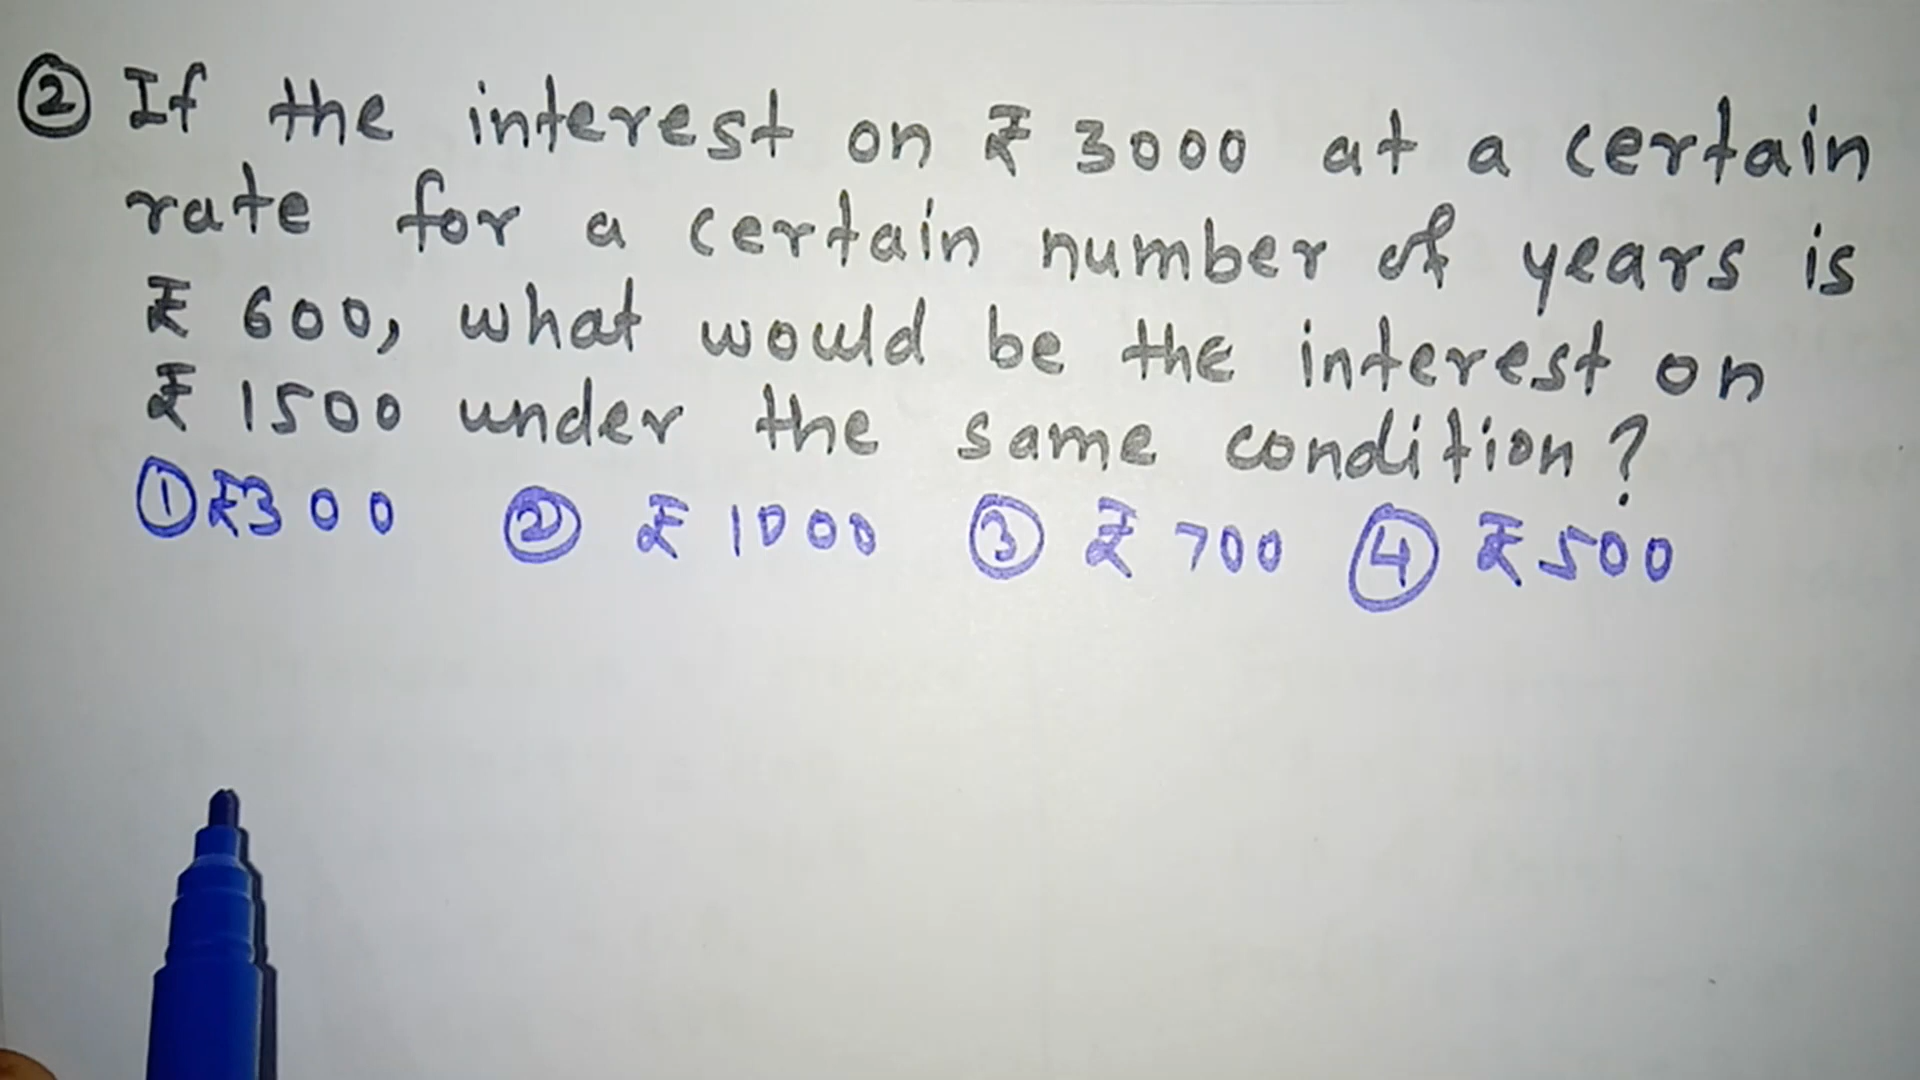 ② If the interest on ₹ 3000 at a certain
rate for a certain number of years is
₹ 600, what would be the interest on
₹ 1500 under the same condition?
① ₹300 ② ₹ 1000 ③ ₹ 700 ④ ₹500